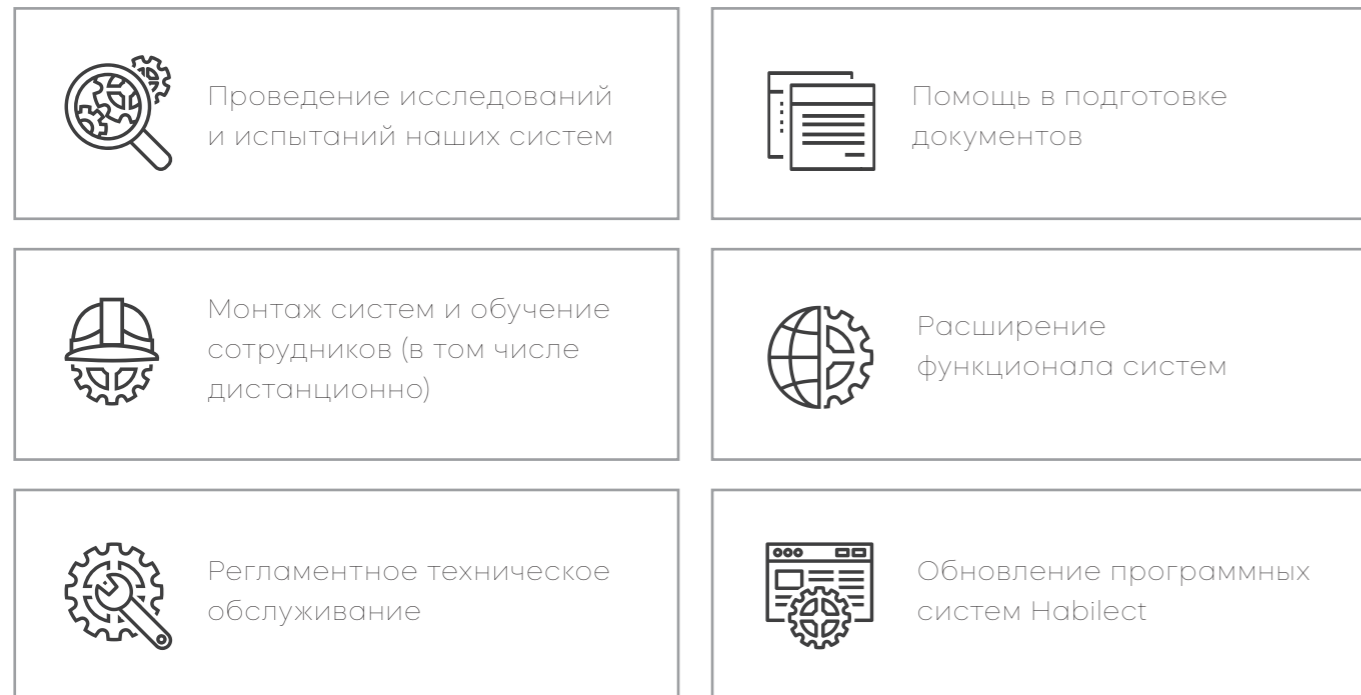 Проведение исследований
и испытаний наших систем
Помощь в подготовке
документов
Монтаж систем и обучение
сотрудников (в том числе
дистанционно)
Расширение
функционала систем
Регламентное техническое
обслуживание
Обновление программных
систем Habilect